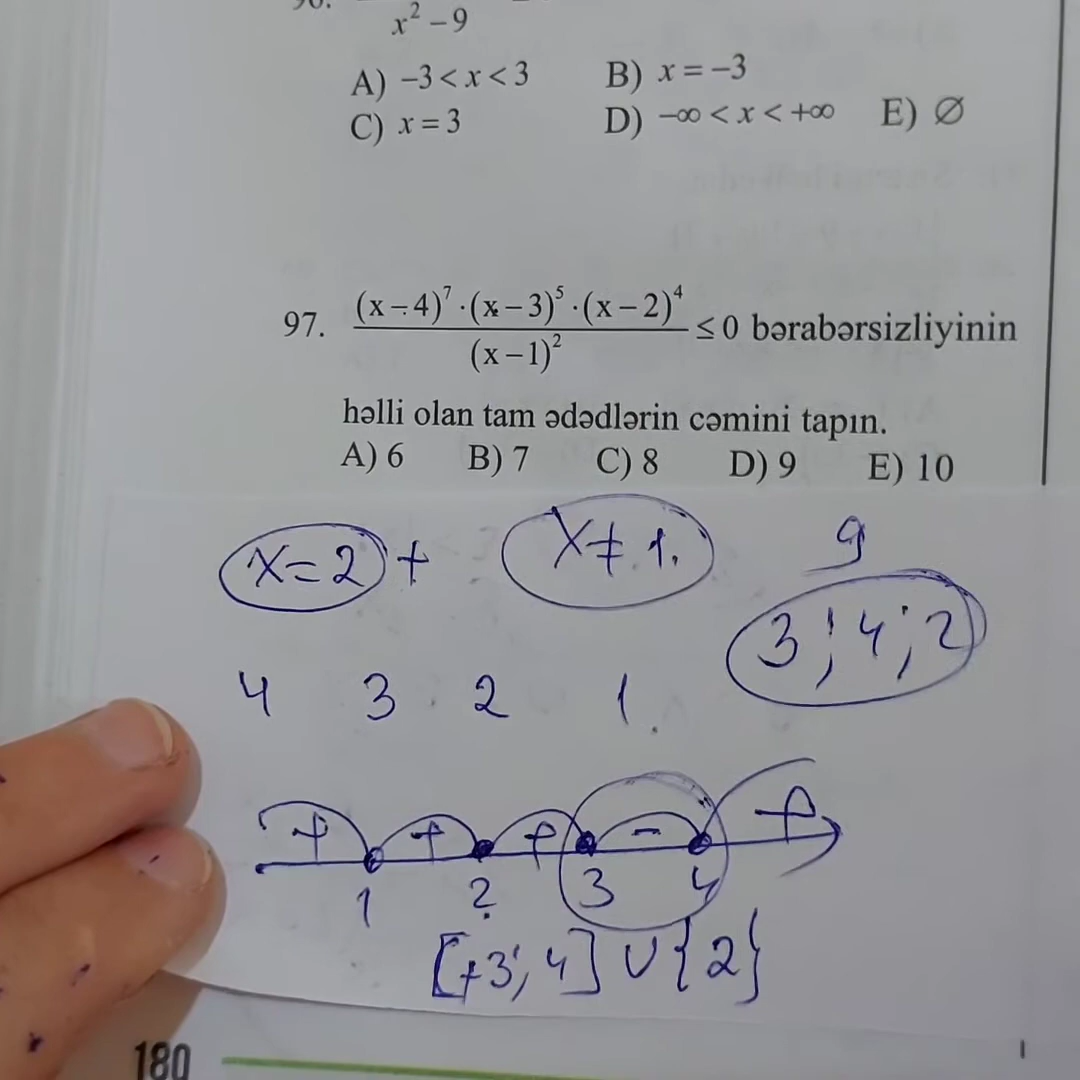 x² – 9
A) –3 < x < 3 B) x = –3
C) x = 3 D) –∞ < x < +∞ E) ∅
97. (x – 4)⁷ · (x – 3)⁵ · (x – 2)⁴ / (x – 1)² ≤ 0 bərabərsizliyinin
həlli olan tam ədədlərin cəmini tapın.
A) 6 B) 7 C) 8 D) 9 E) 10
x = 2 + x ≠ 1. 9
3 ; 4 ; 2
4 3 2 1
+ + + - +
1 2 3 4
[+3; 4] ∪ {2}
180